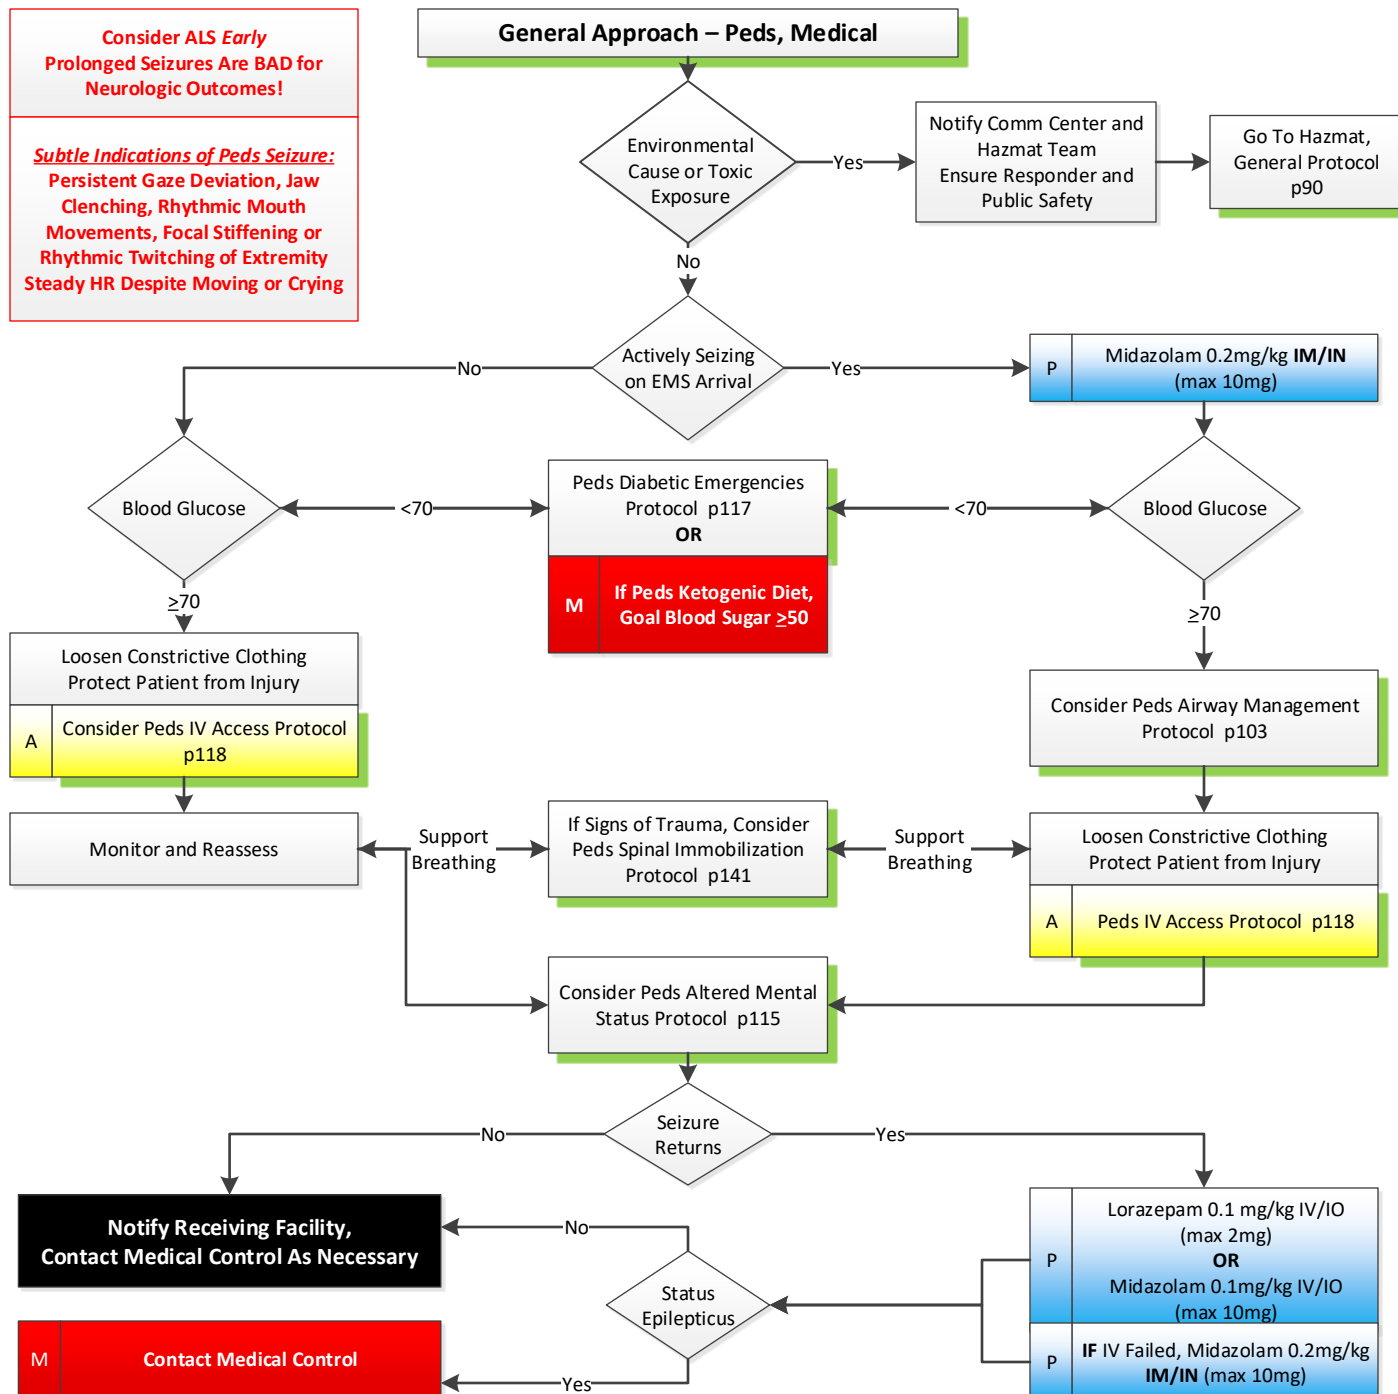 Consider ALS Early
Prolonged Seizures Are BAD for
Neurologic Outcomes!
Subtle Indications of Peds Seizure:
Persistent Gaze Deviation, Jaw
Clenching, Rhythmic Mouth
Movements, Focal Stiffening or
Rhythmic Twitching of Extremity
Steady HR Despite Moving or Crying
General Approach – Peds, Medical
Environmental
Cause or Toxic
Exposure
Yes
Notify Comm Center and
Hazmat Team
Ensure Responder and
Public Safety
Go To Hazmat,
General Protocol
p90
No
Actively Seizing
on EMS Arrival
No
Yes
P
Midazolam 0.2mg/kg IM/IN
(max 10mg)
Blood Glucose
<70
Peds Diabetic Emergencies
Protocol p117
OR
M
If Peds Ketogenic Diet,
Goal Blood Sugar ≥50
<70
Blood Glucose
≥70
Loosen Constrictive Clothing
Protect Patient from Injury
A
Consider Peds IV Access Protocol
p118
≥70
Consider Peds Airway Management
Protocol p103
Monitor and Reassess
Support
Breathing
If Signs of Trauma, Consider
Peds Spinal Immobilization
Protocol p141
Support
Breathing
Loosen Constrictive Clothing
Protect Patient from Injury
A
Peds IV Access Protocol p118
Consider Peds Altered Mental
Status Protocol p115
Seizure
Returns
No
Yes
Notify Receiving Facility,
Contact Medical Control As Necessary
No
Status
Epilepticus
P
Lorazepam 0.1 mg/kg IV/IO
(max 2mg)
OR
Midazolam 0.1mg/kg IV/IO
(max 10mg)
M
Contact Medical Control
Yes
P
IF IV Failed, Midazolam 0.2mg/kg
IM/IN (max 10mg)